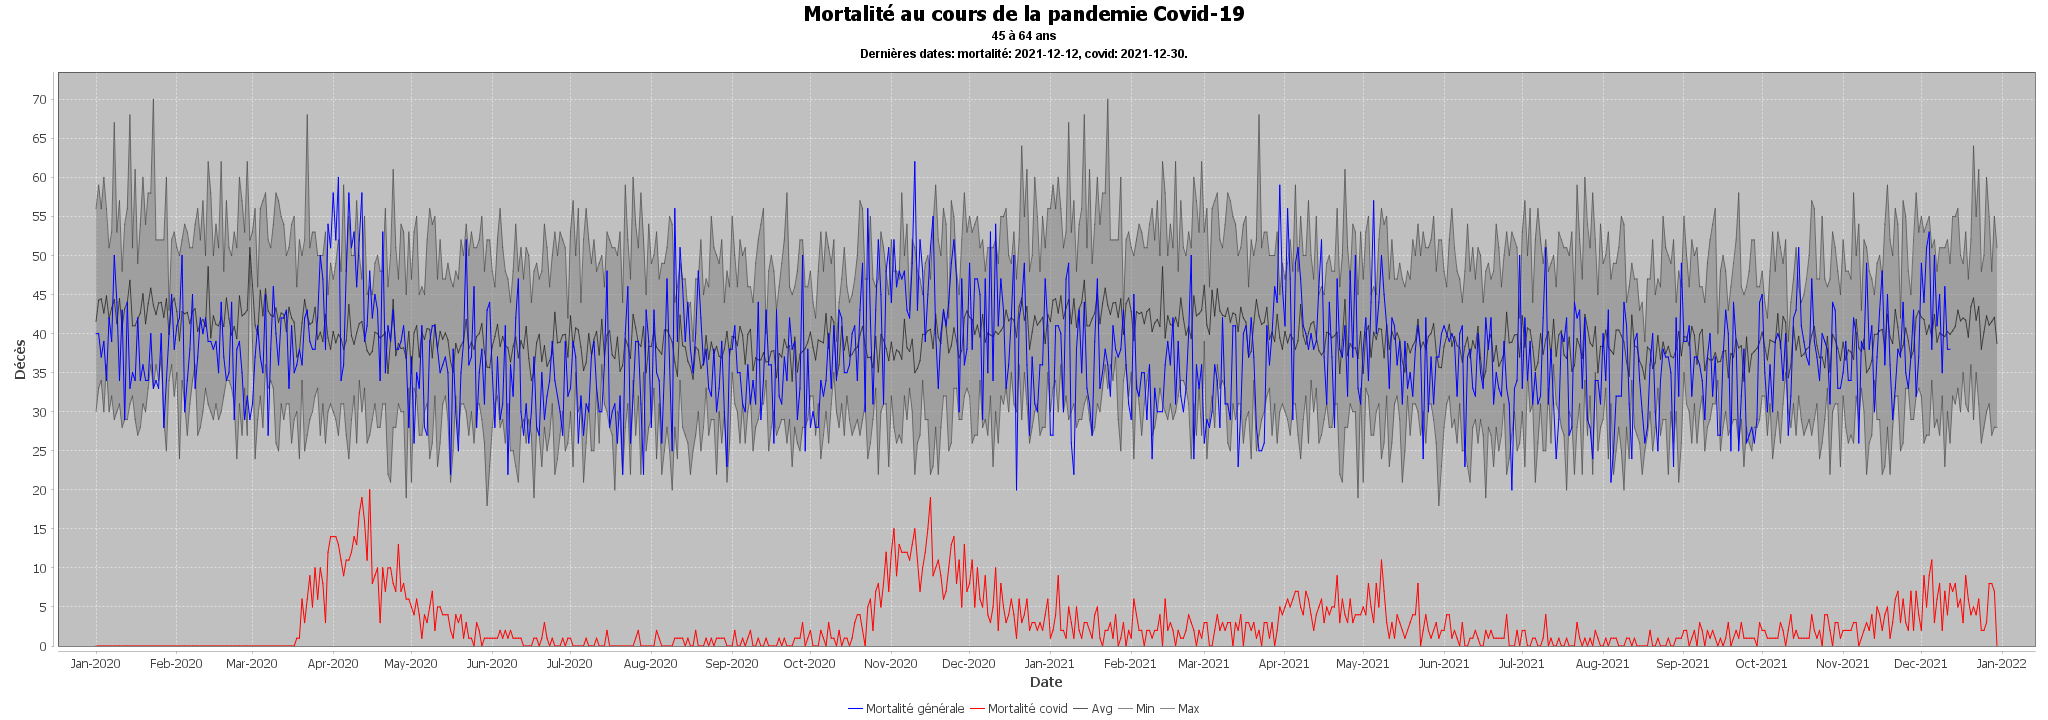 Mortalité au cours de la pandemie Covid-19
45 à 64 ans
Dernières dates: mortalité: 2021-12-12, covid: 2021-12-30.
Décès
70
65
60
55
50
45
40
35
30
25
20
15
10
5
0
Jan-2020 Feb-2020 Mar-2020 Apr-2020 May-2020 Jun-2020 Jul-2020 Aug-2020 Sep-2020 Oct-2020 Nov-2020 Dec-2020 Jan-2021 Feb-2021 Mar-2021 Apr-2021 May-2021 Jun-2021 Jul-2021 Aug-2021 Sep-2021 Oct-2021 Nov-2021 Dec-2021 Jan-2022
Date
Mortalité générale Mortalité covid Avg Min Max